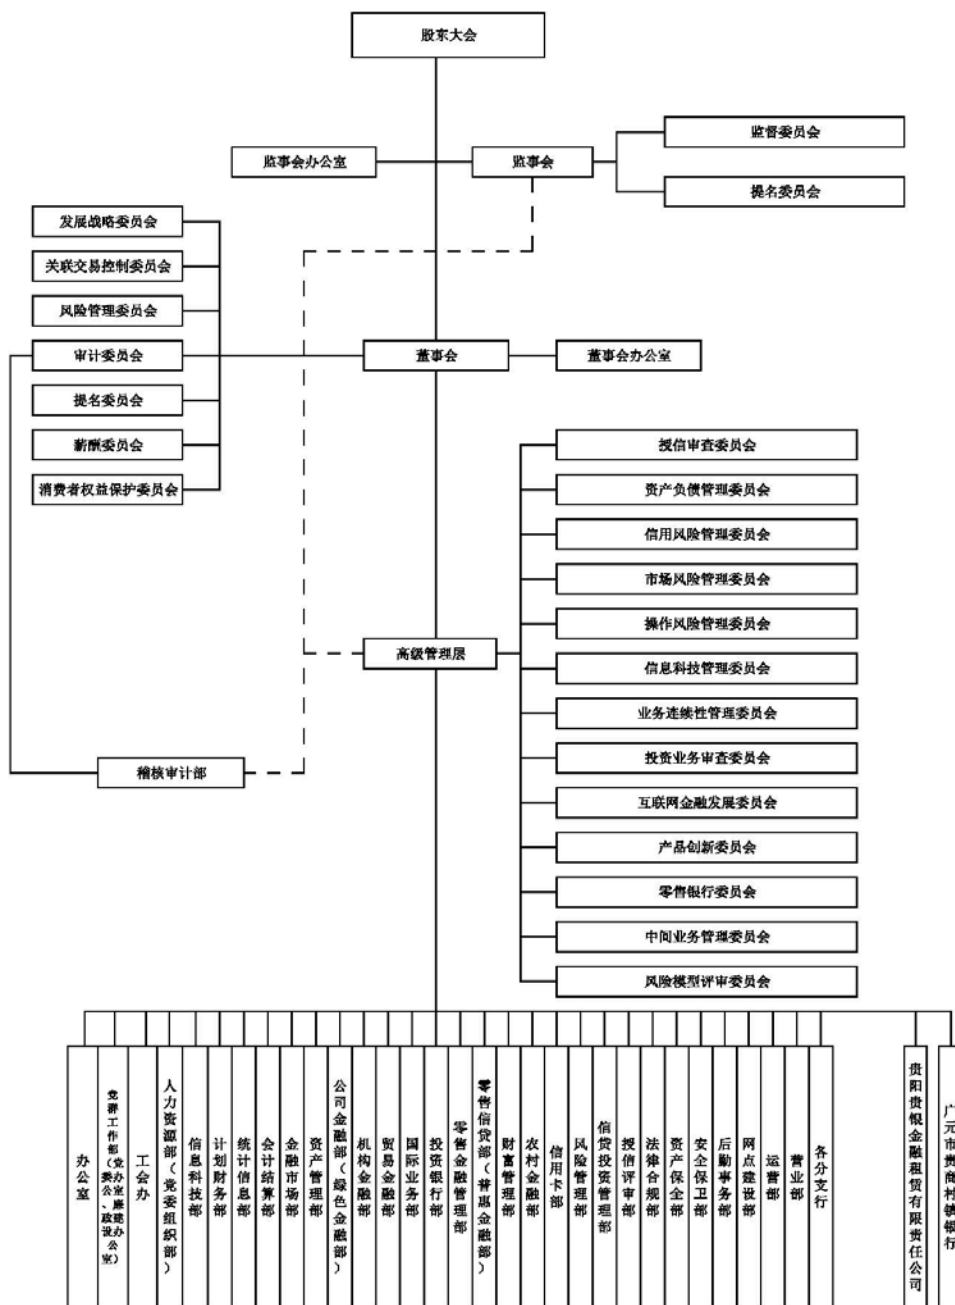 股东大会
监事会办公室
监事会
监督委员会
提名委员会
发展战略委员会
关联交易控制委员会
风险管理委员会
审计委员会
提名委员会
薪酬委员会
消费者权益保护委员会
董事会
董事会办公室
授信审查委员会
资产负债管理委员会
信用风险管理委员会
市场风险管理委员会
操作风险管理委员会
信息科技管理委员会
业务连续性管理委员会
投资业务审查委员会
互联网金融发展委员会
产品创新委员会
零售银行委员会
中间业务管理委员会
风险模型评审委员会
高级管理层
稽核审计部
办公室
党群工作部(党委办公室、党廉政建设办公室)
工会办
人力资源部(党委组织部)
信息科技部
计划财务部
统计信息部
会计结算部
金融市场部
资产管理部
公司金融部(绿色金融部)
机构金融部
贸易金融部
国际业务部
投资银行部
零售金融管理部
零售信贷部(普惠金融部)
财富管理部
农村金融部
信用卡部
风险管理部
信贷投资管理部
授信评审部
法律合规部
资产保全部
安全保卫部
后勤事务部
网点建设部
运营部
营业部
各分支行
贵阳贵银金融租赁有限责任公司
广元市贵商村镇银行